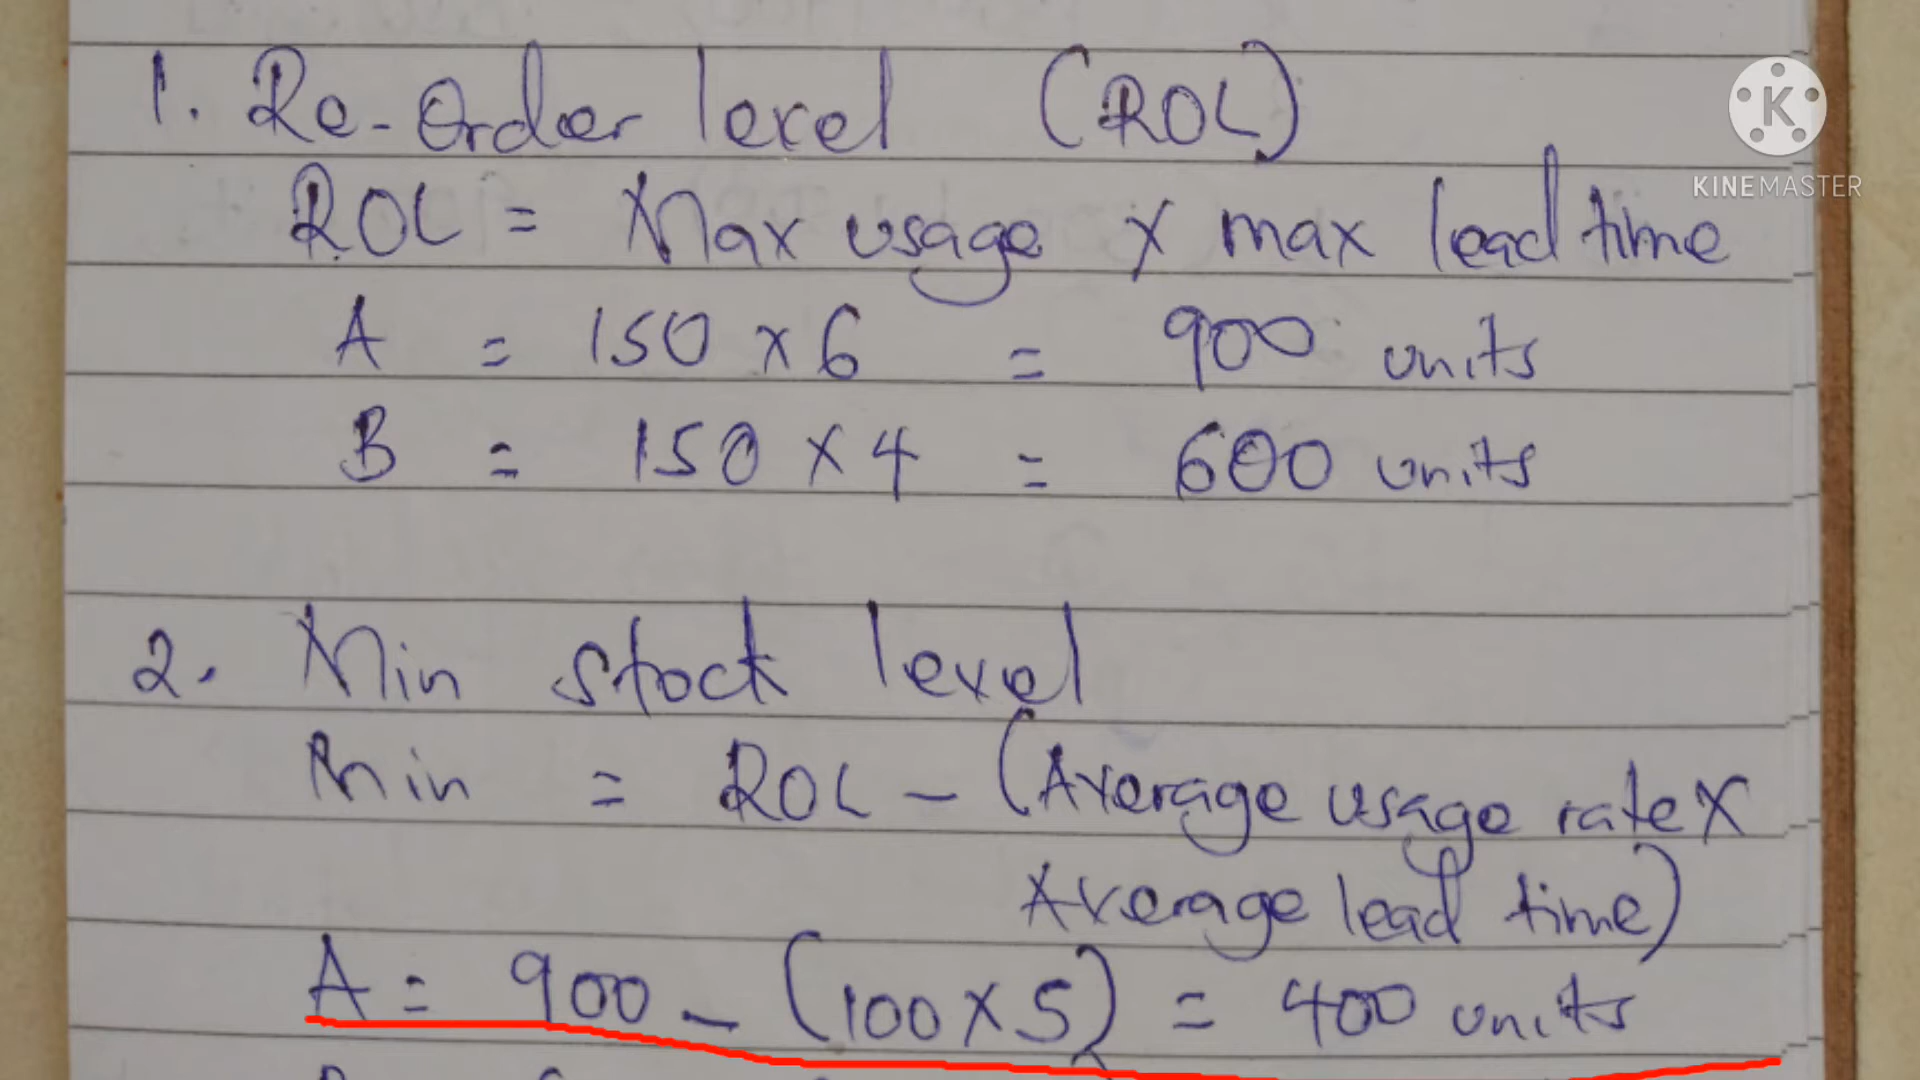 1. Re-Order level (ROL)
K
KINEMASTER
ROL = Max usage x max lead time
A = 150 x 6 = 900 units
B = 150 x 4 = 600 units
2. Min stock level
Min = ROL - (Average usage rate x
Average lead time)
A = 900 - (100 x 5) = 400 units